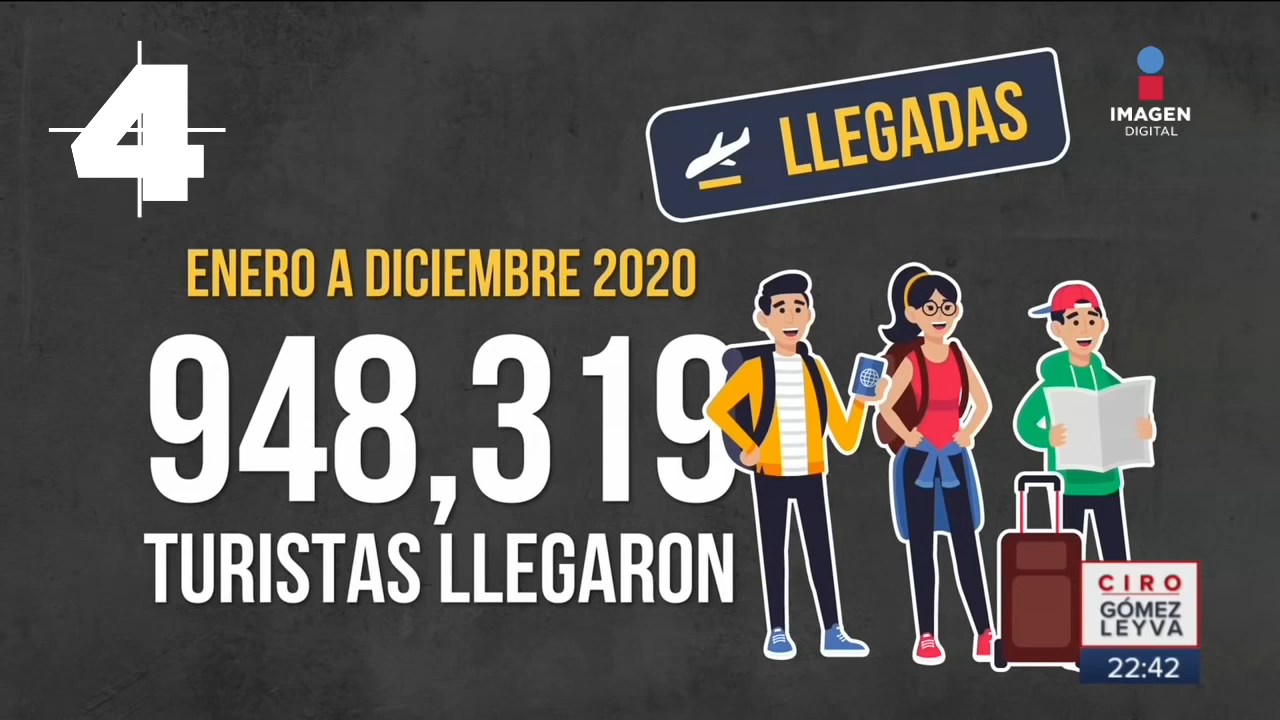 4
LLEGADAS
IMAGEN
DIGITAL
ENERO A DICIEMBRE 2020
948,319
TURISTAS LLEGARON
CIRO
GÓMEZ
LEYVA
22:42